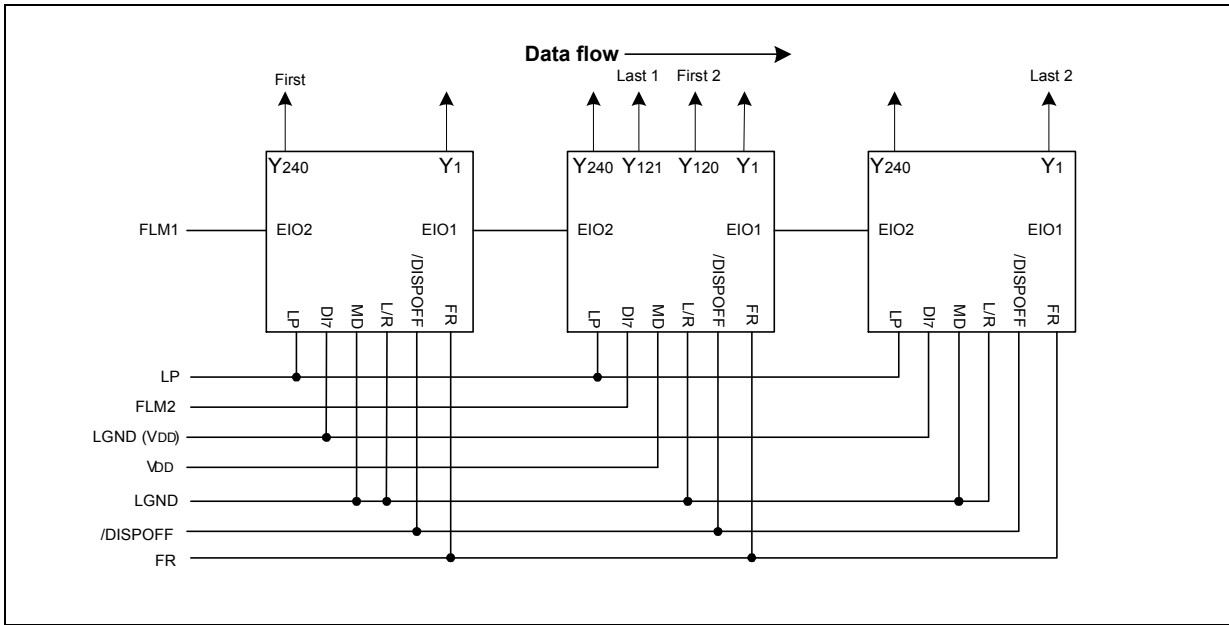 Data flow
First
Last 1 First 2
Last 2
Y240 Y1
Y240 Y121 Y120 Y1
Y240 Y1
FLM1
EIO2 EIO1
EIO2 EIO1
EIO2 EIO1
LP DI7 MD L/R /DISPOFF FR
LP DI7 MD L/R /DISPOFF FR
LP DI7 MD L/R /DISPOFF FR
LP
FLM2
LGND (VDD)
VDD
LGND
/DISPOFF
FR